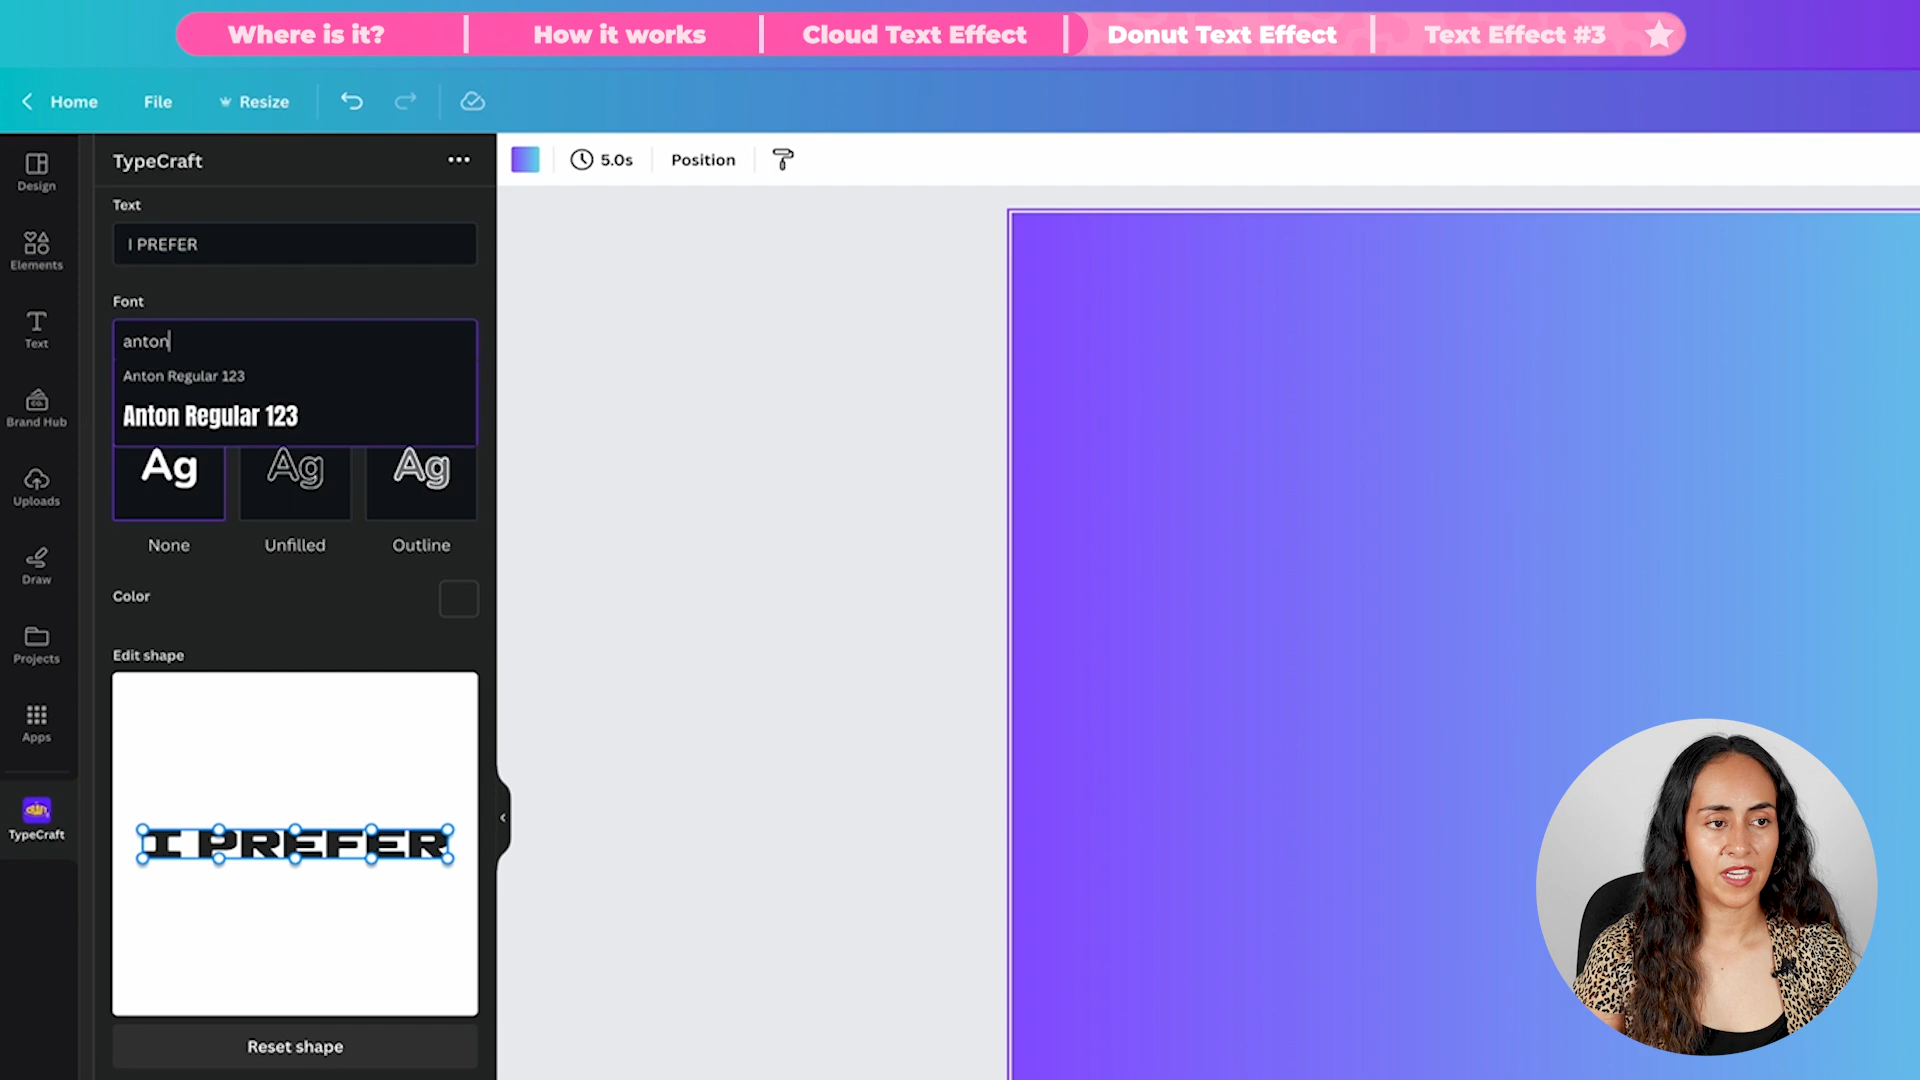 Where is it?
How it works
Cloud Text Effect
Donut Text Effect
Text Effect #3
Home
File
Resize
TypeCraft
5.0s
Position
Design
Elements
Text
Brand Hub
Uploads
Draw
Projects
Apps
TypeCraft
Text
I PREFER
Font
anton
Anton Regular 123
Anton Regular 123
Ag
Ag
Ag
None
Unfilled
Outline
Color
Edit shape
I PREFER
Reset shape